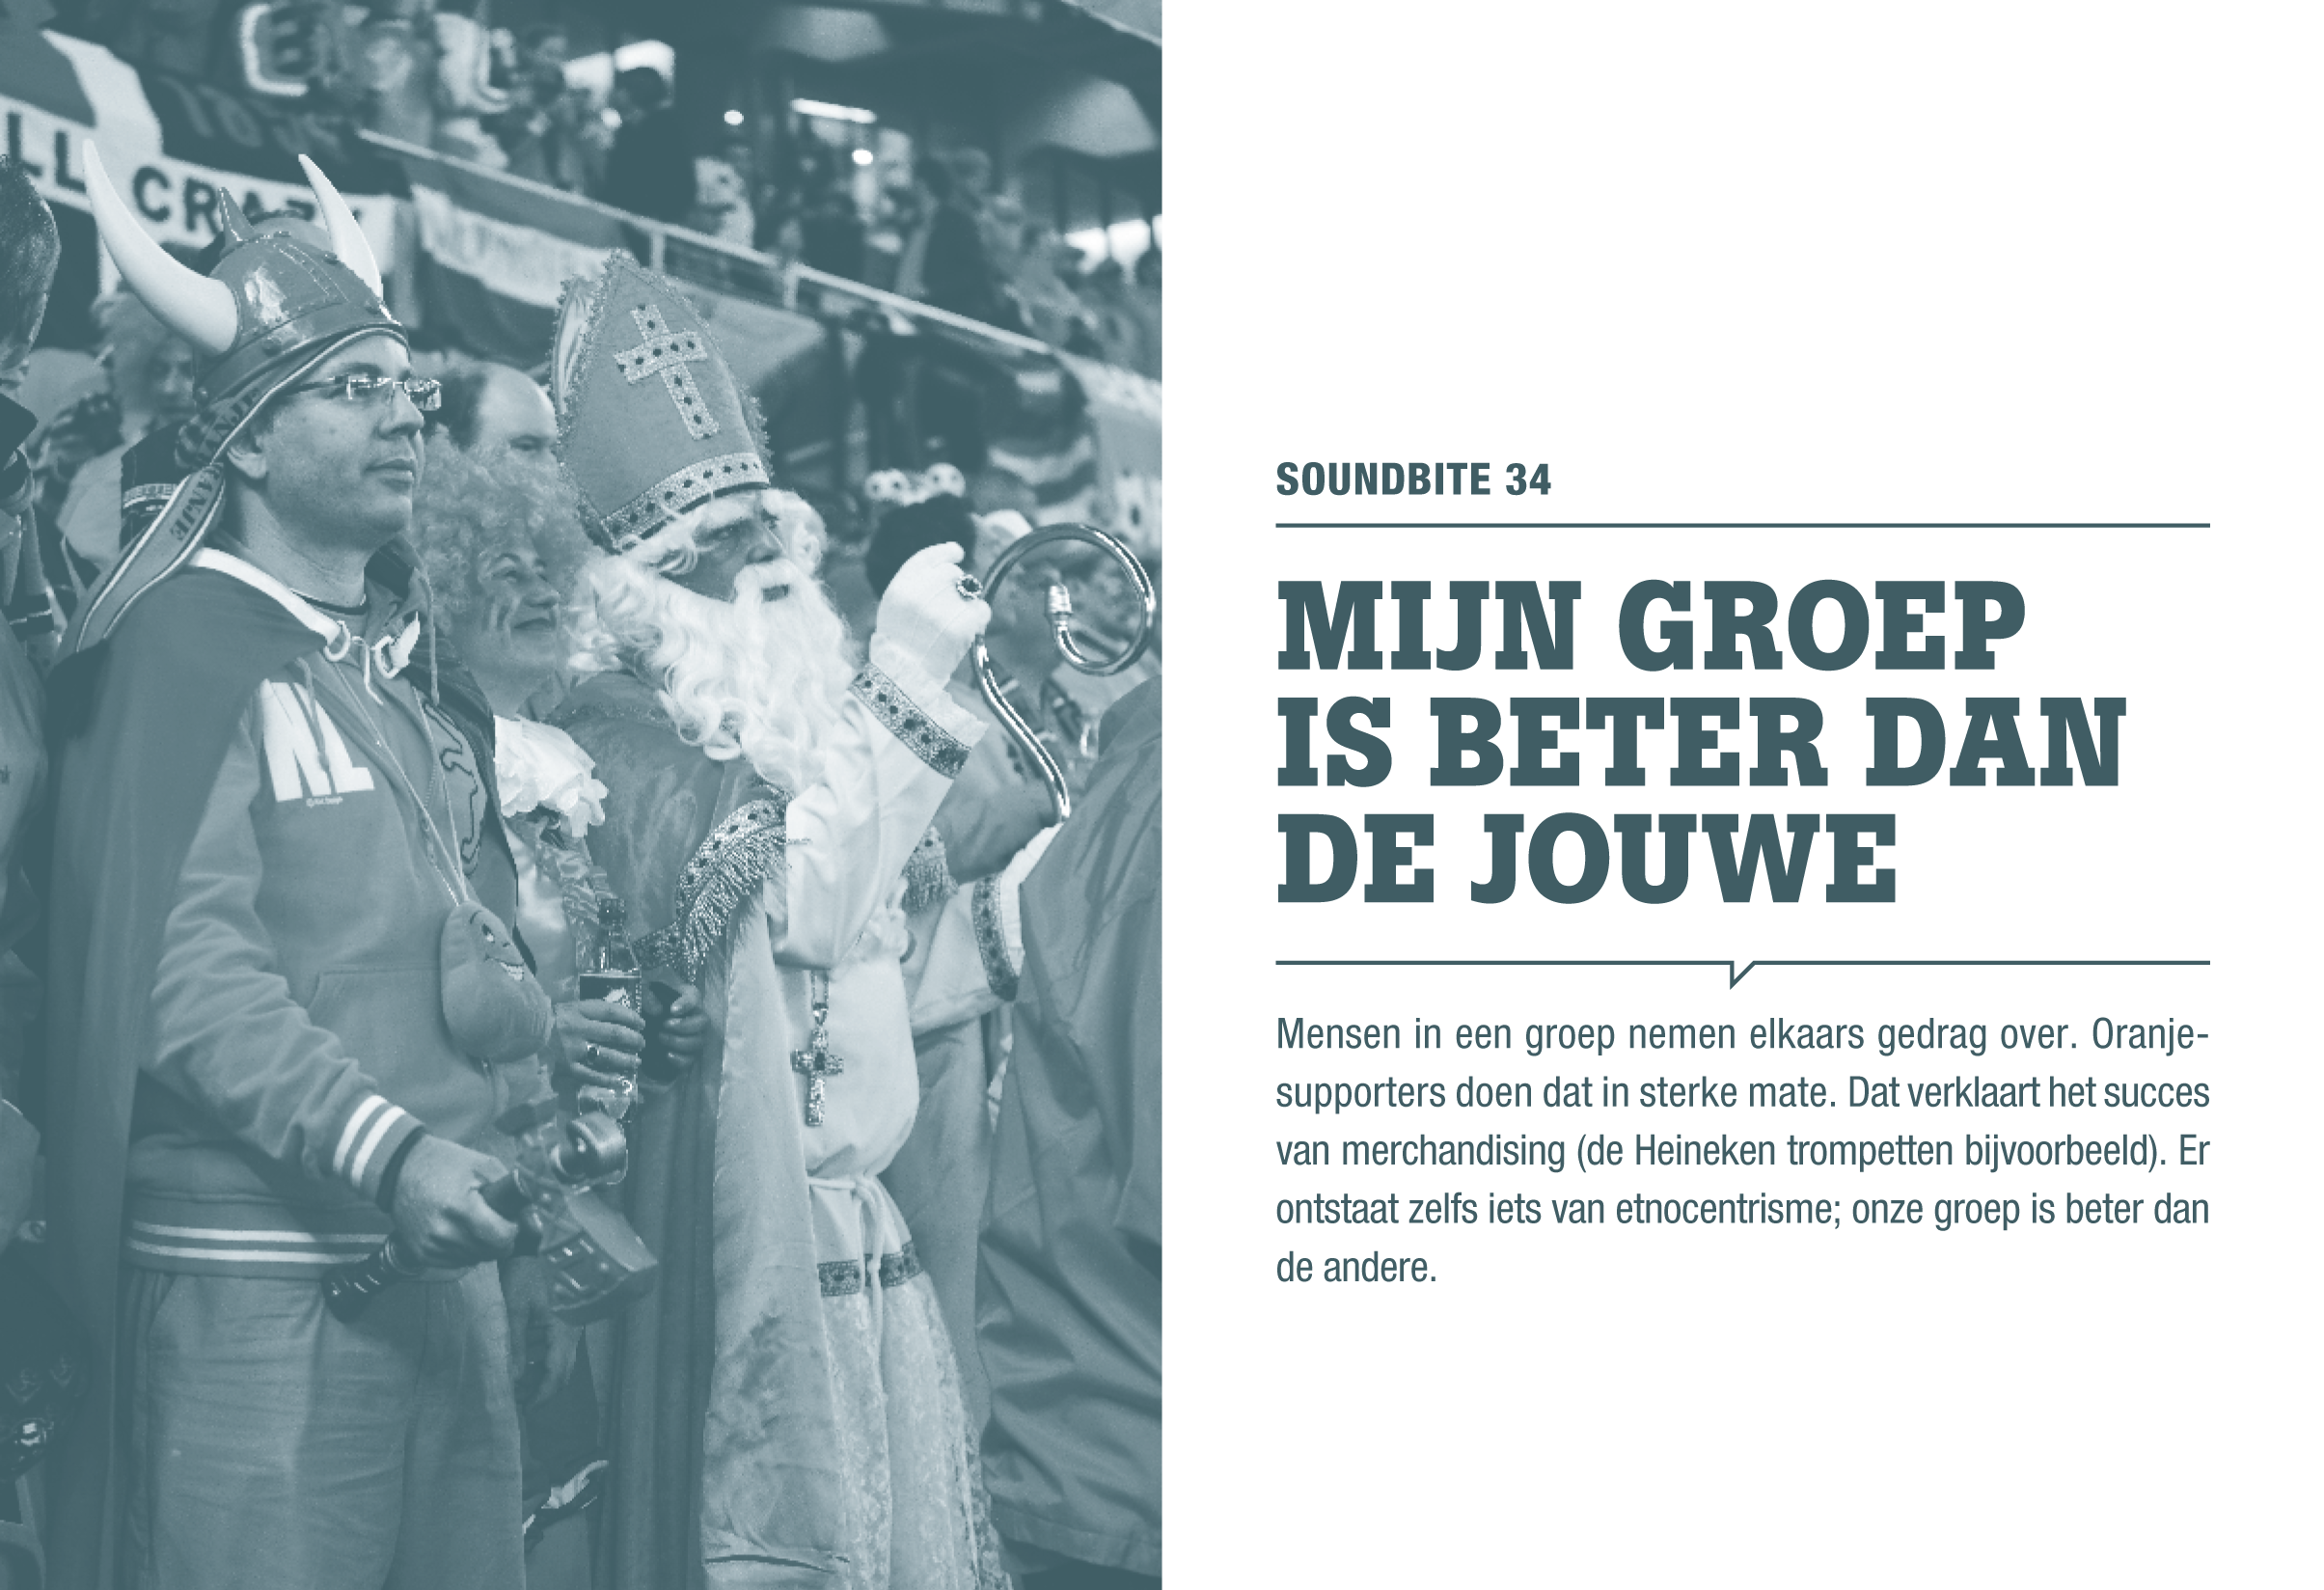 CRAZY
NL
SOUNDBITE 34
MIJN GROEP
IS BETER DAN
DE JOUWE
Mensen in een groep nemen elkaars gedrag over. Oranje-
supporters doen dat in sterke mate. Dat verklaart het succes
van merchandising (de Heineken trompetten bijvoorbeeld). Er
ontstaat zelfs iets van etnocentrisme; onze groep is beter dan
de andere.